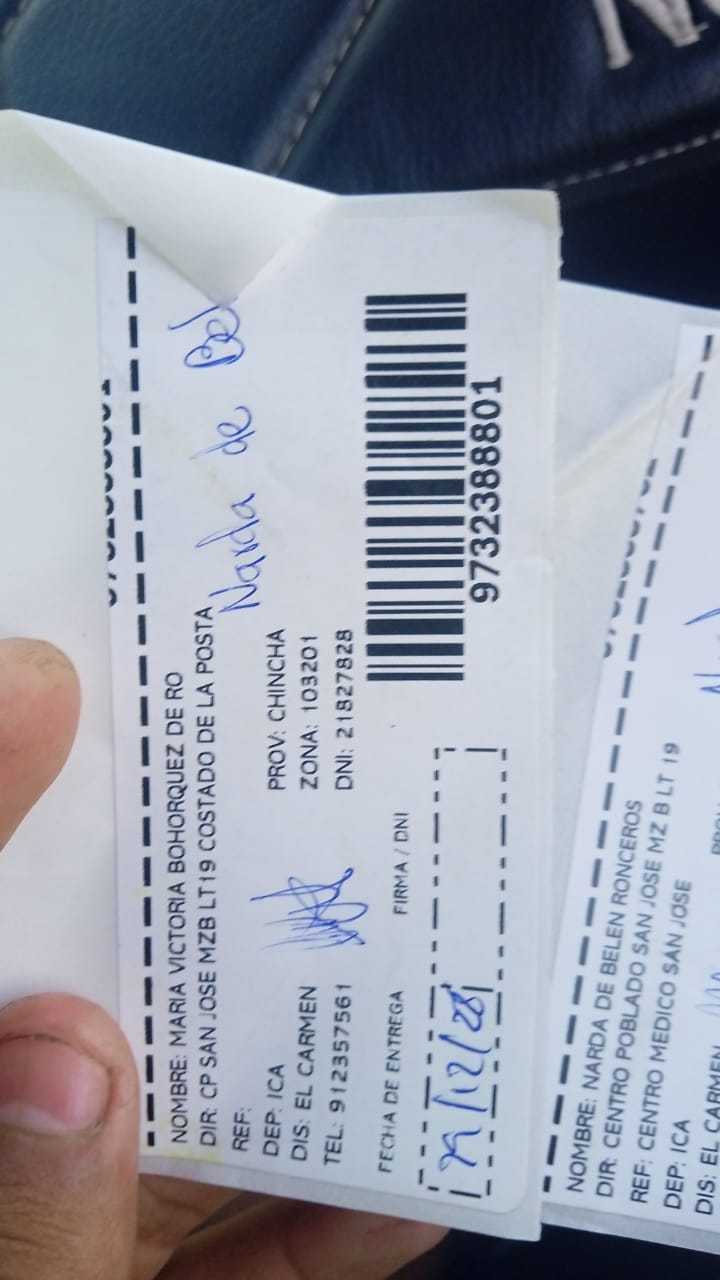 NOMBRE: MARIA VICTORIA BOHORQUEZ DE RO
DIR: CP SAN JOSE MZB LT19 COSTADO DE LA POSTA
REF:
Narda de Bel
DEP: ICA PROV: CHINCHA
DIS: EL CARMEN ZONA: 103201
TEL: 912357561 DNI: 21827828
9732388801
FECHA DE ENTREGA FIRMA / DNI
NOMBRE: NARDA DE BELEN RONCEROS
DIR: CENTRO POBLADO SAN JOSE MZ B LT 19
REF: CENTRO MEDICO SAN JOSE
DEP: ICA
DIS: EL CARMEN